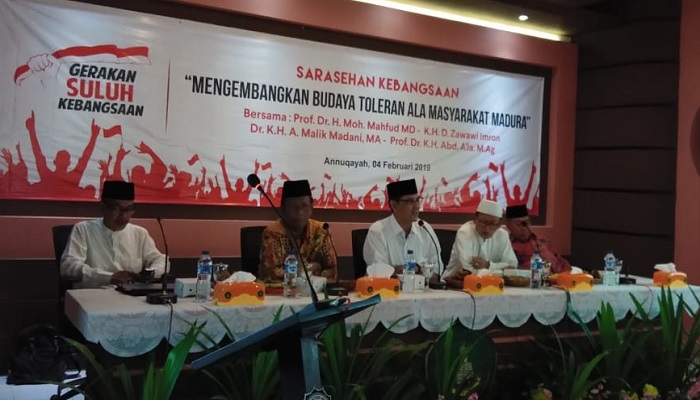 GERAKAN
SULUH
KEBANGSAAN
SARASEHAN KEBANGSAAN
“MENGEMBANGKAN BUDAYA TOLERAN ALA MASYARAKAT MADURA”
Bersama : Prof. Dr. H. Moh. Mahfud MD - K.H. D. Zawawi Imron
Dr. K.H. A. Malik Madani, MA - Prof. Dr. K.H. Abd. A'la. M.Ag
Annuqayah, 04 Februari 2019